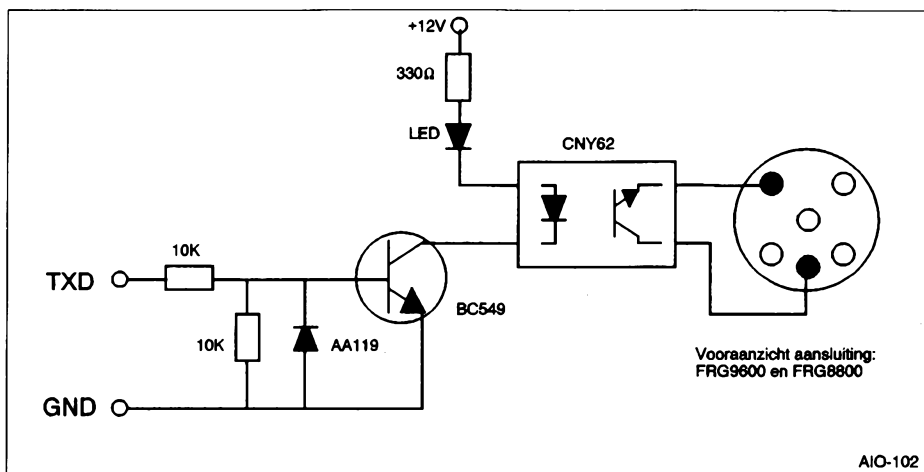 +12V
330Ω
LED
CNY62
10K
TXD
BC549
10K
AA119
Vooraanzicht aansluiting:
FRG9600 en FRG8800
GND
AIO-102